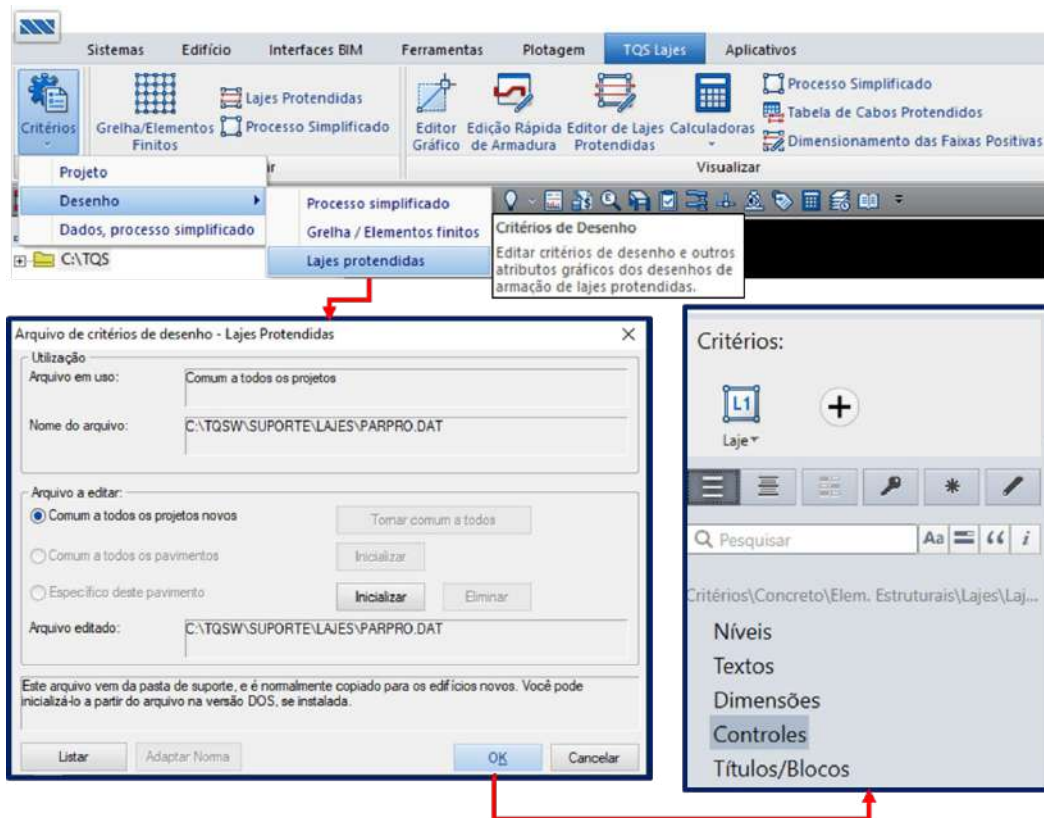 Sistemas Edifício Interfaces BIM Ferramentas Plotagem TQS Lajes Aplicativos
Critérios
Grelha/Elementos
Finitos
Lajes Protendidas
Processo Simplificado
Editor
Gráfico
Edição Rápida
de Armadura
Editor de Lajes
Protendidas
Calculadoras
Processo Simplificado
Tabela de Cabos Protendidos
Dimensionamento das Faixas Positivas
Visualizar
Projeto
Desenho
Dados, processo simplificado
Processo simplificado
Grelha / Elementos finitos
Lajes protendidas
Critérios de Desenho
Editar critérios de desenho e outros
atributos gráficos dos desenhos de
armação de lajes protendidas.
C:\TQS
Arquivo de critérios de desenho - Lajes Protendidas
Utilização
Arquivo em uso: Comum a todos os projetos
Nome do arquivo: C:\TQSW\SUPORTE\LAJES\PARPRO.DAT
Arquivo a editar:
Comum a todos os projetos novos Tornar comum a todos
Comum a todos os pavimentos Inicializar
Específico deste pavimento Inicializar Eliminar
Arquivo editado: C:\TQSW\SUPORTE\LAJES\PARPRO.DAT
Este arquivo vem da pasta de suporte, e é normalmente copiado para os edifícios novos. Você pode
inicializá-lo a partir do arquivo na versão DOS, se instalada.
Listar Adaptar Norma OK Cancelar
Critérios:
L1
Laje
Pesquisar Aa “ i
Critérios\Concreto\Elem. Estruturais\Lajes\Laj...
Níveis
Textos
Dimensões
Controles
Títulos/Blocos